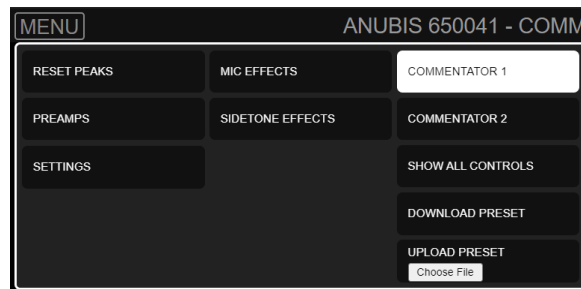 MENU
ANUBIS 650041 - COMM
RESET PEAKS
MIC EFFECTS
COMMENTATOR 1
PREAMPS
SIDETONE EFFECTS
COMMENTATOR 2
SETTINGS
SHOW ALL CONTROLS
DOWNLOAD PRESET
UPLOAD PRESET
Choose File